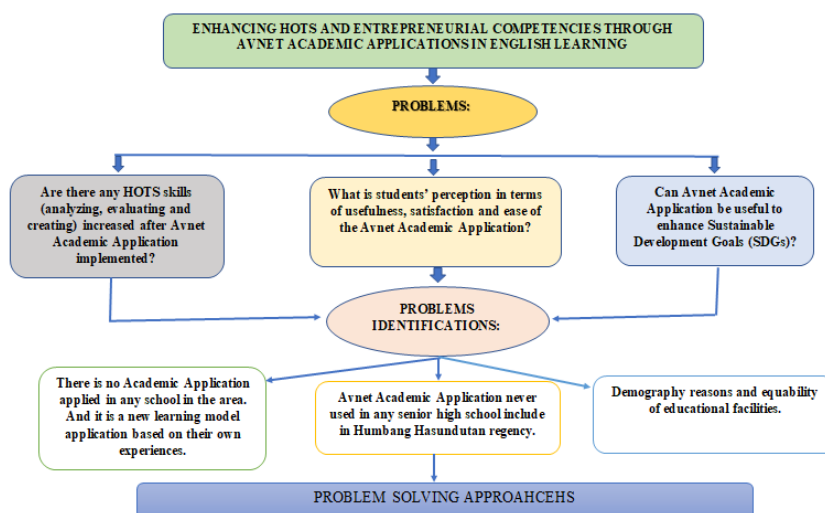 ENHANCING HOTS AND ENTREPRENEURIAL COMPETENCIES THROUGH
AVNET ACADEMIC APPLICATIONS IN ENGLISH LEARNING
PROBLEMS:
Are there any HOTS skills
(analyzing, evaluating and
creating) increased after Avnet
Academic Application
implemented?
What is students' perception in terms
of usefulness, satisfaction and ease of
the Avnet Academic Application?
Can Avnet Academic
Application be useful to
enhance Sustainable
Development Goals (SDGs)?
PROBLEMS
IDENTIFICATIONS:
There is no Academic Application
applied in any school in the area.
And it is a new learning model
application based on their own
experiences.
Avnet Academic Application never
used in any senior high school include
in Humbang Hasundutan regency.
Demography reasons and equability
of educational facilities.
PROBLEM SOLVING APPROAHCEHS